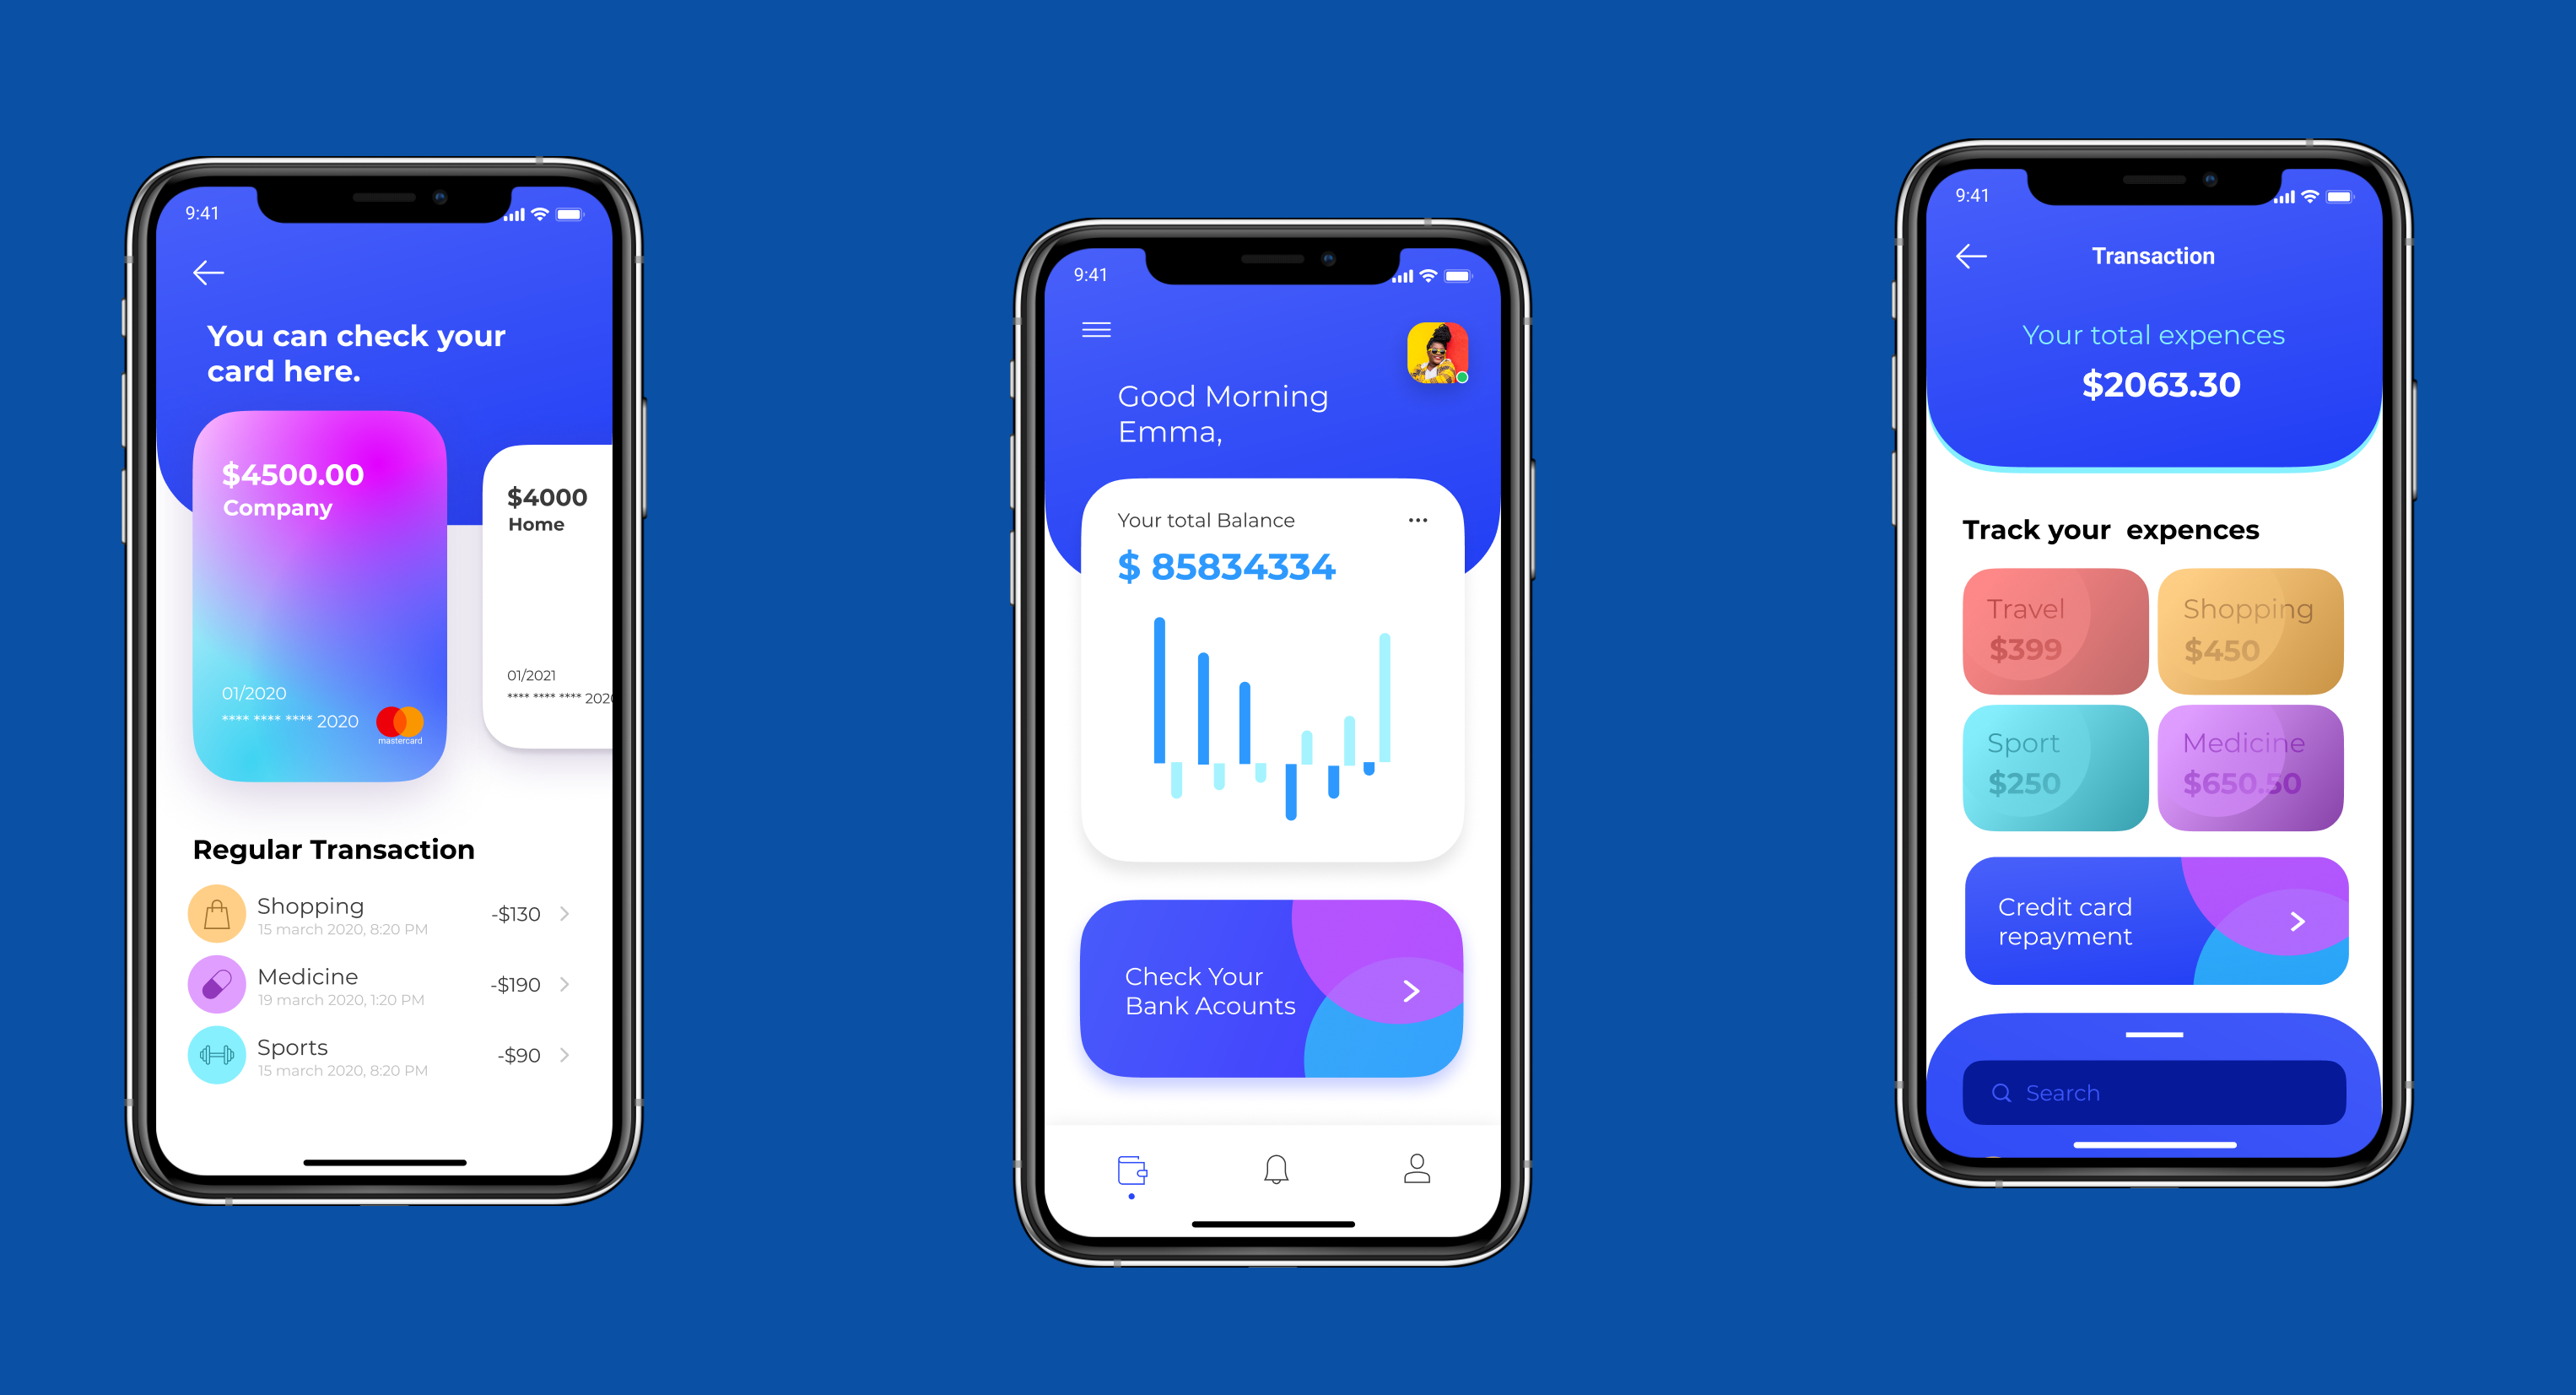 9:41
You can check your
card here.
$4500.00
Company
01/2020
**** **** **** 2020
mastercard
$4000
Home
01/2021
**** **** **** 2020
Regular Transaction
Shopping
15 march 2020, 8:20 PM
-$130
Medicine
19 march 2020, 1:20 PM
-$190
Sports
15 march 2020, 8:20 PM
-$90
9:41
Good Morning
Emma,
Your total Balance
$ 85834334
Check Your
Bank Acounts
9:41
Transaction
Your total expences
$2063.30
Track your expences
Travel
$399
Shopping
$450
Sport
$250
Medicine
$650.50
Credit card
repayment
Search